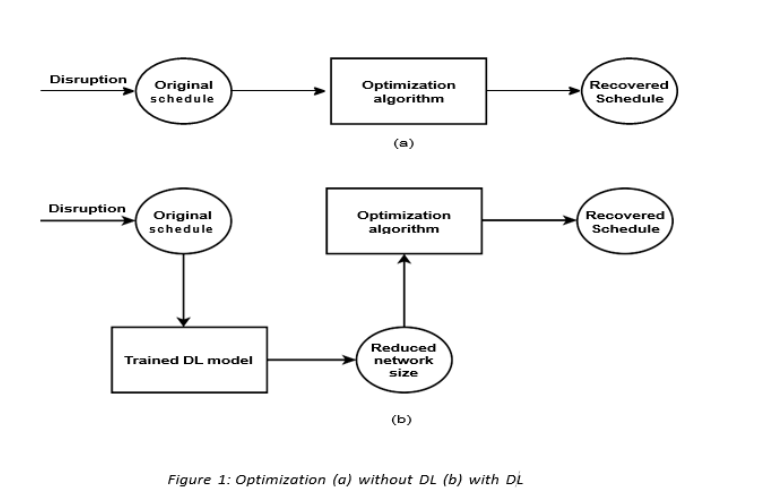 Disruption
Original
schedule
Optimization
algorithm
Recovered
Schedule
(a)
Disruption
Original
schedule
Optimization
algorithm
Recovered
Schedule
Trained DL model
Reduced
network
size
(b)
Figure 1: Optimization (a) without DL (b) with DL